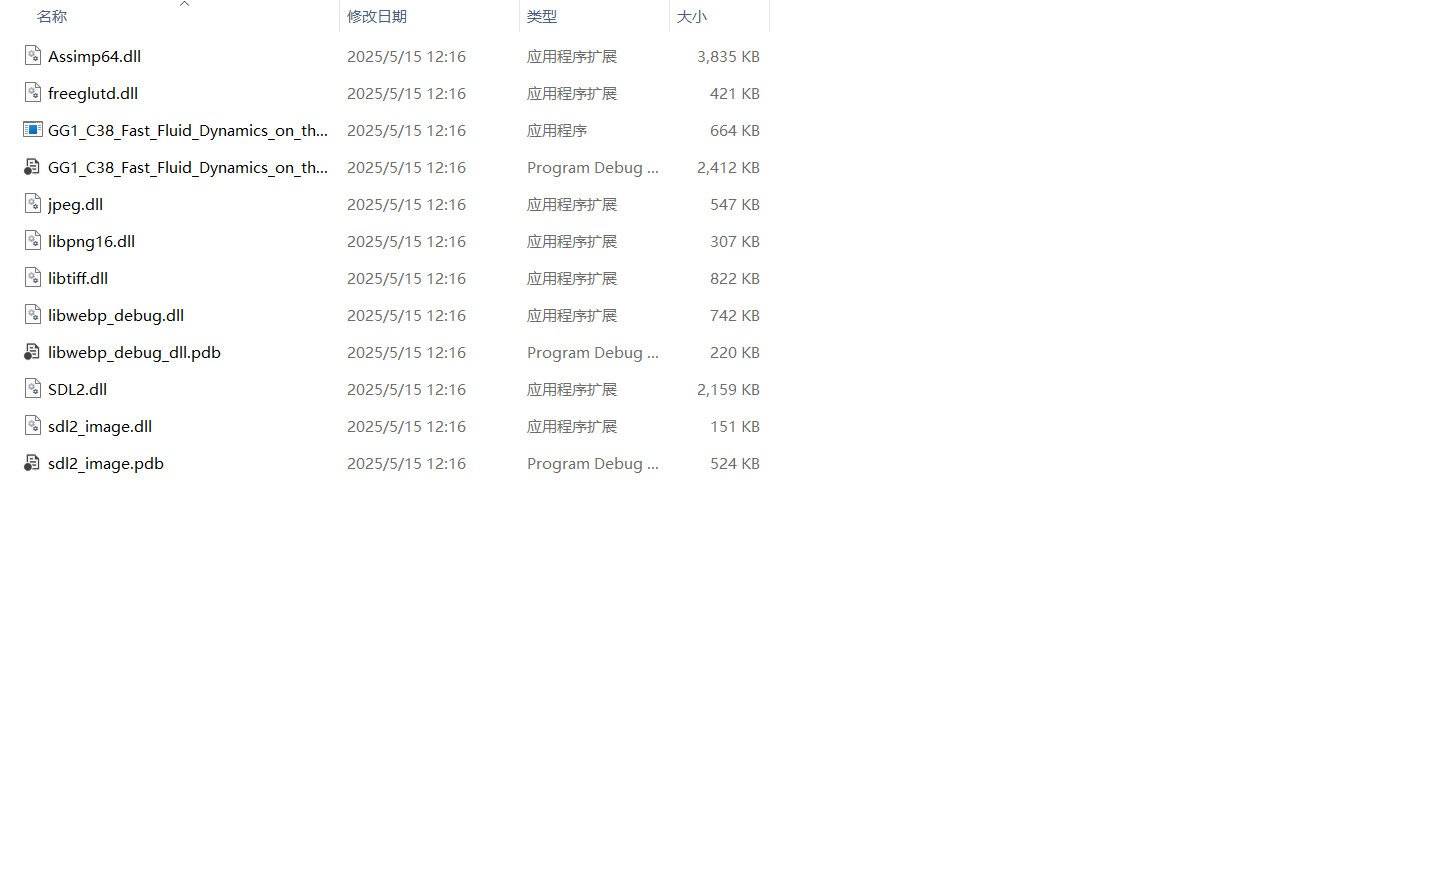 名称 修改日期 类型 大小
Assimp64.dll 2025/5/15 12:16 应用程序扩展 3,835 KB
freeglutd.dll 2025/5/15 12:16 应用程序扩展 421 KB
GG1_C38_Fast_Fluid_Dynamics_on_th... 2025/5/15 12:16 应用程序 664 KB
GG1_C38_Fast_Fluid_Dynamics_on_th... 2025/5/15 12:16 Program Debug ... 2,412 KB
jpeg.dll 2025/5/15 12:16 应用程序扩展 547 KB
libpng16.dll 2025/5/15 12:16 应用程序扩展 307 KB
libtiff.dll 2025/5/15 12:16 应用程序扩展 822 KB
libwebp_debug.dll 2025/5/15 12:16 应用程序扩展 742 KB
libwebp_debug_dll.pdb 2025/5/15 12:16 Program Debug ... 220 KB
SDL2.dll 2025/5/15 12:16 应用程序扩展 2,159 KB
sdl2_image.dll 2025/5/15 12:16 应用程序扩展 151 KB
sdl2_image.pdb 2025/5/15 12:16 Program Debug ... 524 KB